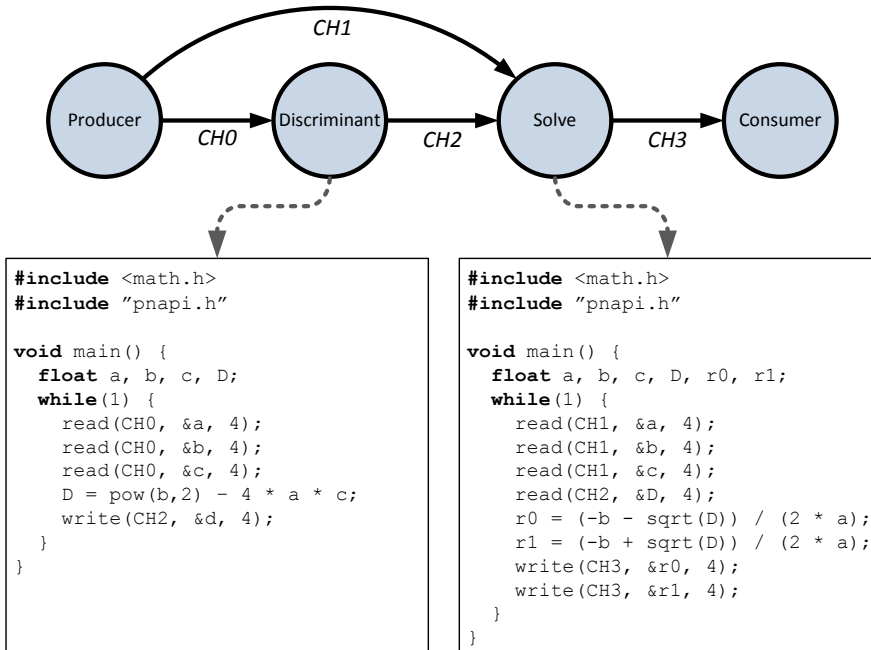 CH1
Producer
Discriminant
Solve
Consumer
CH0
CH2
CH3
#include <math.h>
#include ”pnapi.h”
void main() {
float a, b, c, D;
while(1) {
read(CH0, &a, 4);
read(CH0, &b, 4);
read(CH0, &c, 4);
D = pow(b,2) – 4 * a * c;
write(CH2, &d, 4);
}
}
#include <math.h>
#include ”pnapi.h”
void main() {
float a, b, c, D, r0, r1;
while(1) {
read(CH1, &a, 4);
read(CH1, &b, 4);
read(CH1, &c, 4);
read(CH2, &D, 4);
r0 = (-b - sqrt(D)) / (2 * a);
r1 = (-b + sqrt(D)) / (2 * a);
write(CH3, &r0, 4);
write(CH3, &r1, 4);
}
}